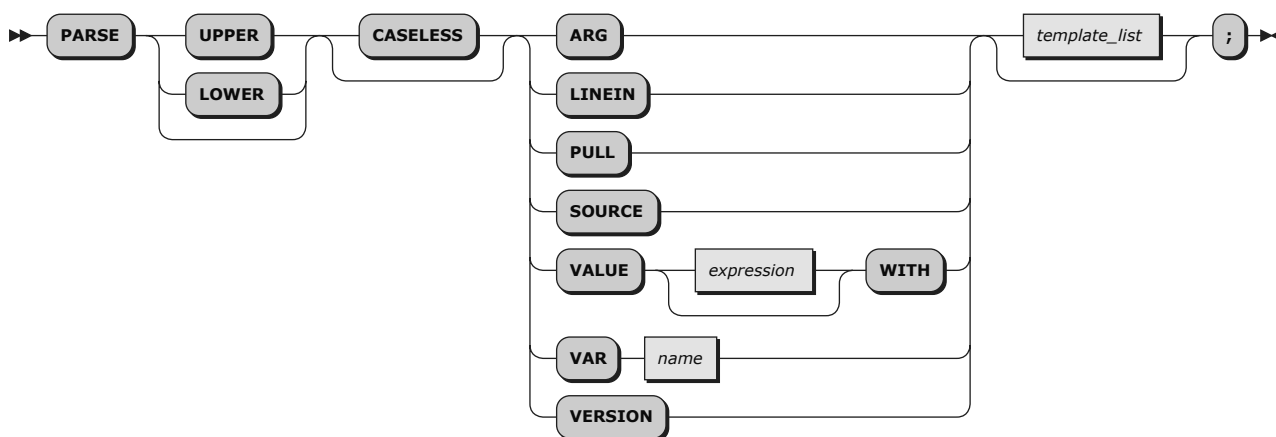 PARSE UPPER CASELESS ARG template_list ;
LOWER LINEIN
PULL
SOURCE
VALUE expression WITH
VAR name
VERSION